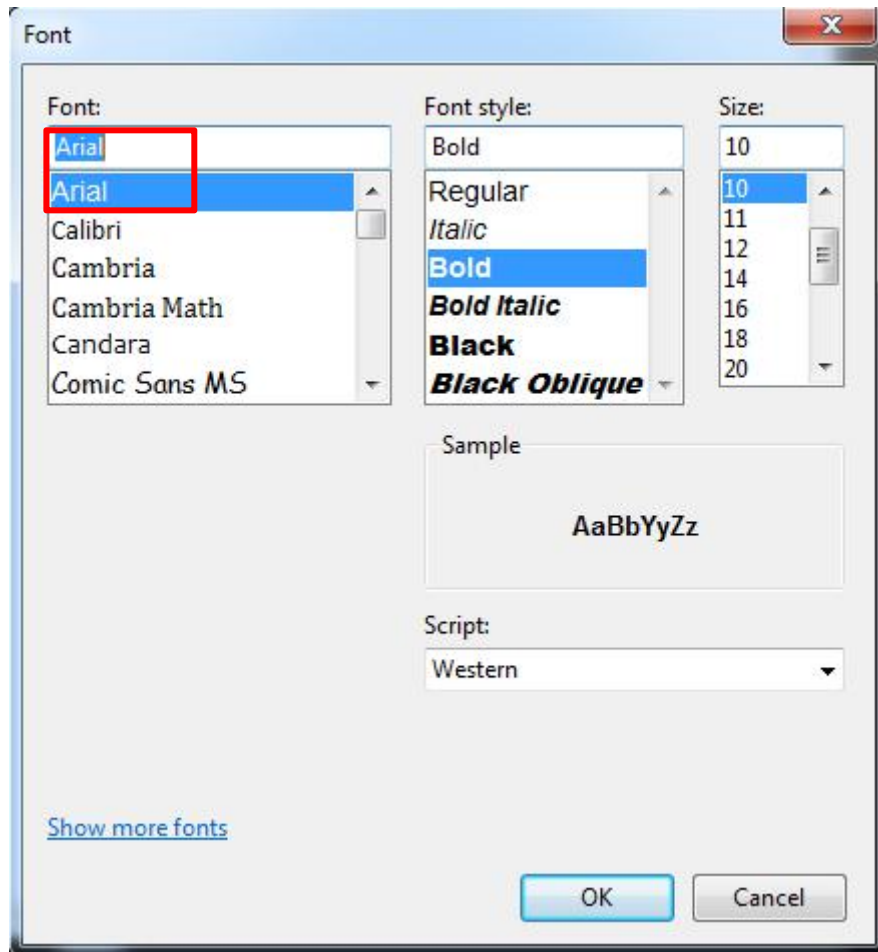 Font
Font:
Arial
Arial
Calibri
Cambria
Cambria Math
Candara
Comic Sans MS
Font style:
Bold
Regular
Italic
Bold
Bold Italic
Black
Black Oblique
Size:
10
10
11
12
14
16
18
20
Sample
AaBbYyZz
Script:
Western
Show more fonts
OK
Cancel